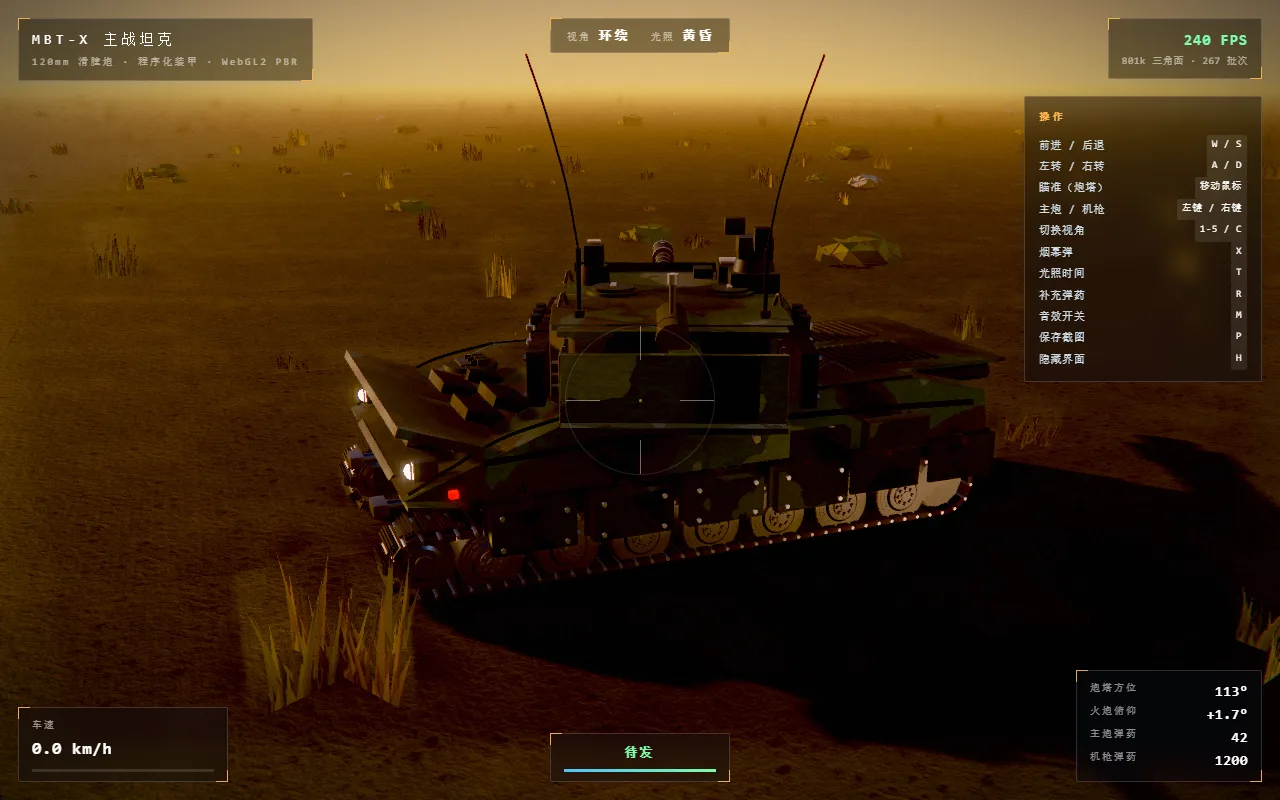 MBT-X 主战坦克
120mm 滑膛炮 · 程序化装甲 · WebGL2 PBR
视角 环绕 光照 黄昏
240 FPS
801k 三角面 · 267 批次
操作
前进 / 后退 W / S
左转 / 右转 A / D
瞄准（炮塔） 移动鼠标
主炮 / 机枪 左键 / 右键
切换视角 1-5 / C
烟幕弹 X
光照时间 T
补充弹药 R
音效开关 M
保存截图 P
隐藏界面 H
车速
0.0 km/h
待发
炮塔方位 113°
火炮俯仰 +1.7°
主炮弹药 42
机枪弹药 1200